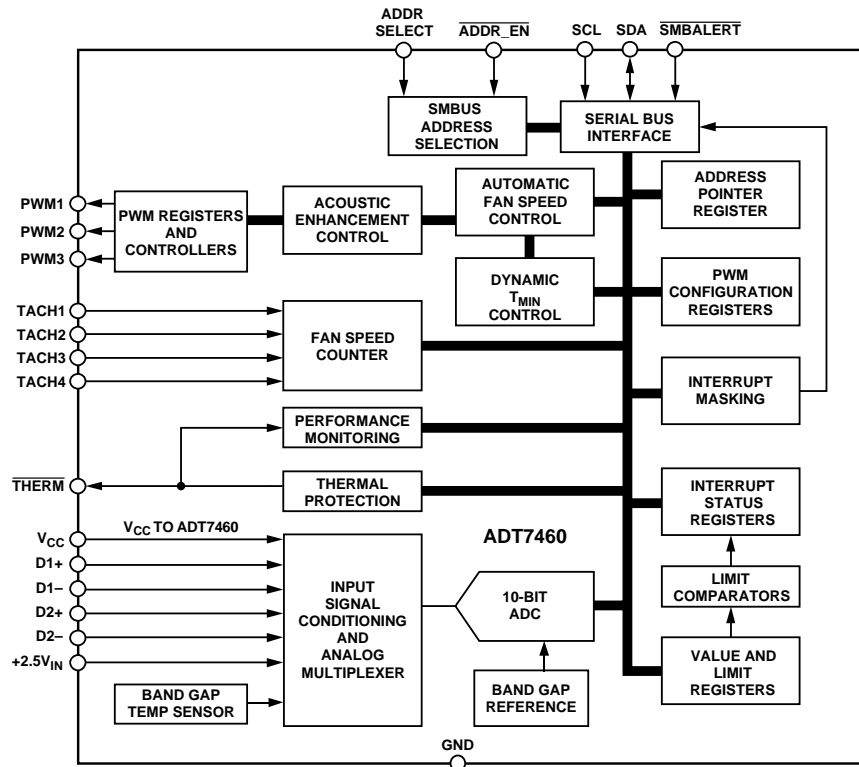 ADDR
SELECT
ADDR_EN
SCL
SDA
SMBALERT
SMBUS
ADDRESS
SELECTION
SERIAL BUS
INTERFACE
PWM1
PWM2
PWM3
PWM REGISTERS
AND
CONTROLLERS
ACOUSTIC
ENHANCEMENT
CONTROL
AUTOMATIC
FAN SPEED
CONTROL
ADDRESS
POINTER
REGISTER
DYNAMIC
TMIN
CONTROL
PWM
CONFIGURATION
REGISTERS
TACH1
TACH2
TACH3
TACH4
FAN SPEED
COUNTER
INTERRUPT
MASKING
PERFORMANCE
MONITORING
THERM
THERMAL
PROTECTION
INTERRUPT
STATUS
REGISTERS
VCC
VCC TO ADT7460
D1+
D1–
D2+
D2–
+2.5VIN
INPUT
SIGNAL
CONDITIONING
AND
ANALOG
MULTIPLEXER
ADT7460
10-BIT
ADC
LIMIT
COMPARATORS
VALUE AND
LIMIT
REGISTERS
BAND GAP
TEMP SENSOR
BAND GAP
REFERENCE
GND